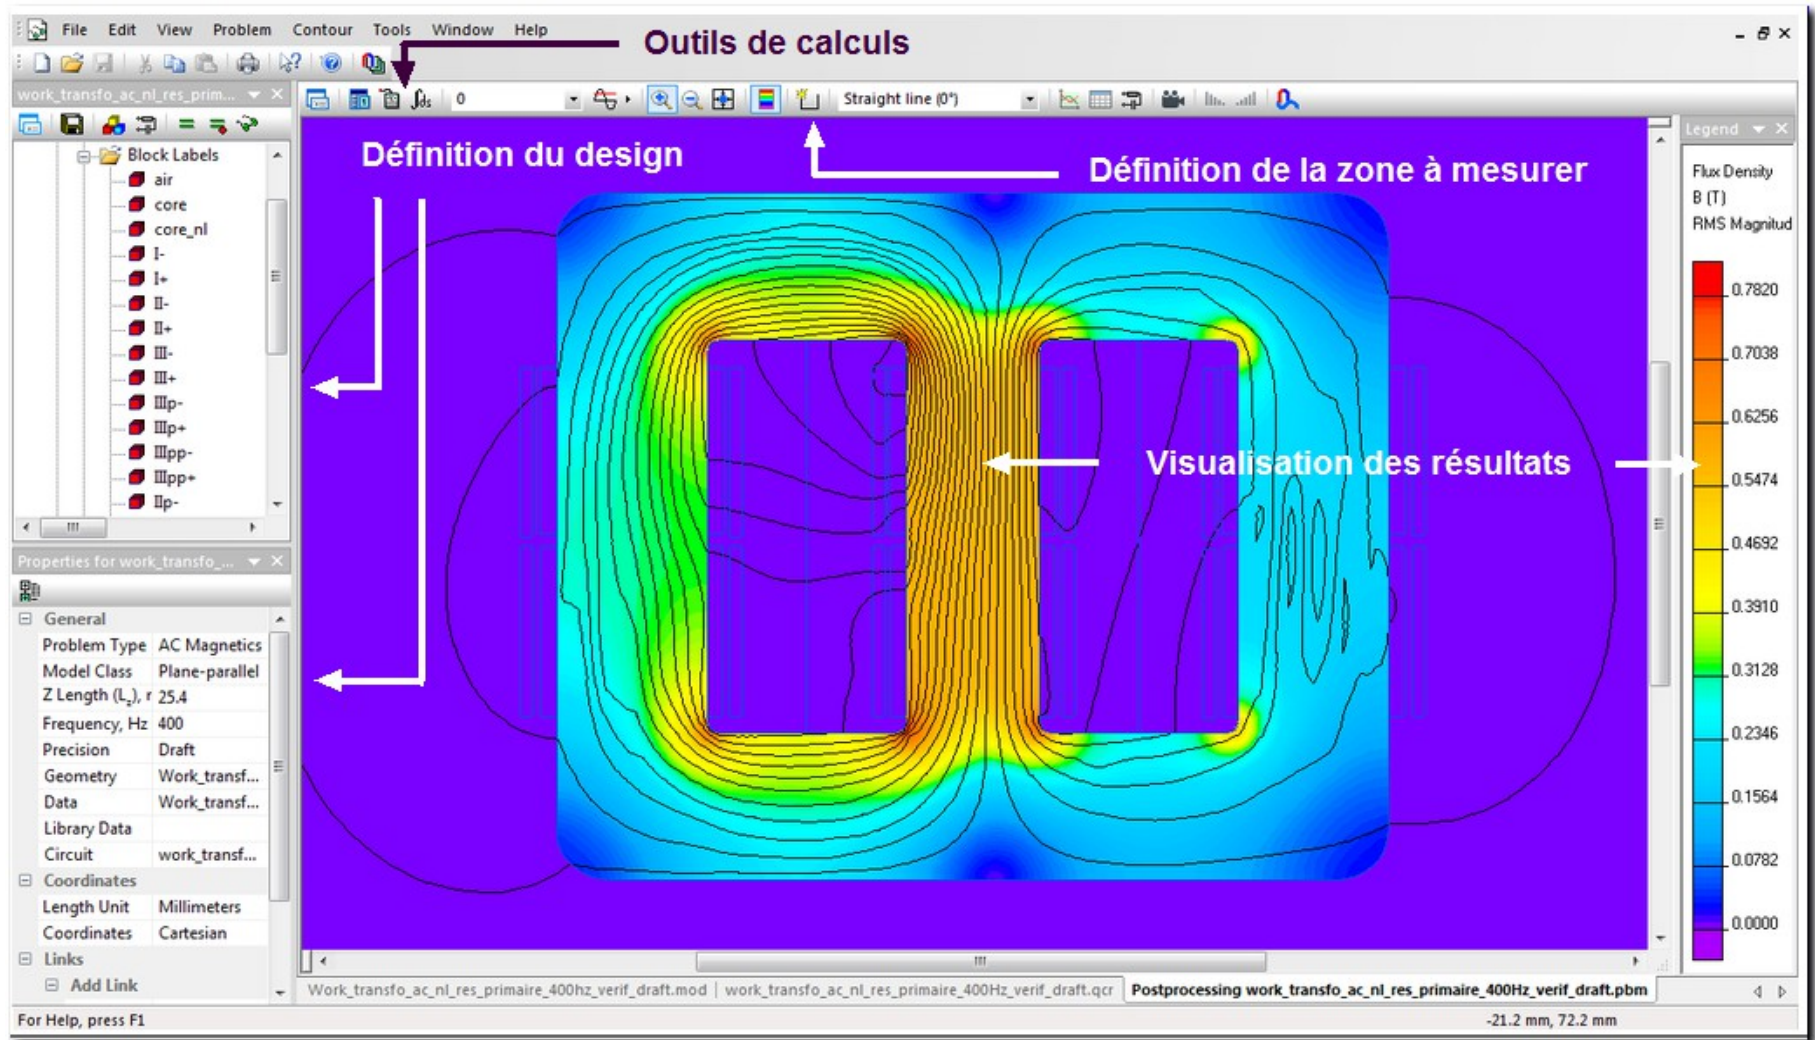 File Edit View Problem Contour Tools Window Help
Outils de calculs
work_transfo_ac_nl_res_prim...
0
Straight line (0°)
Block Labels
air
core
core_nl
I-
I+
II-
II+
III-
III+
IIIp-
IIIp+
IIIpp-
IIIpp+
IIp-
Définition du design
Définition de la zone à mesurer
Visualisation des résultats
Legend
Flux Density
B (T)
RMS Magnitud
0.7820
0.7038
0.6256
0.5474
0.4692
0.3910
0.3128
0.2346
0.1564
0.0782
0.0000
Properties for work_transfo_...
General
Problem Type AC Magnetics
Model Class Plane-parallel
Z Length (Lz), r 25.4
Frequency, Hz 400
Precision Draft
Geometry Work_transf...
Data Work_transf...
Library Data
Circuit work_transf...
Coordinates
Length Unit Millimeters
Coordinates Cartesian
Links
Add Link
Work_transfo_ac_nl_res_primaire_400hz_verif_draft.mod work_transfo_ac_nl_res_primaire_400Hz_verif_draft.qcr Postprocessing work_transfo_ac_nl_res_primaire_400Hz_verif_draft.pbm
For Help, press F1
-21.2 mm, 72.2 mm